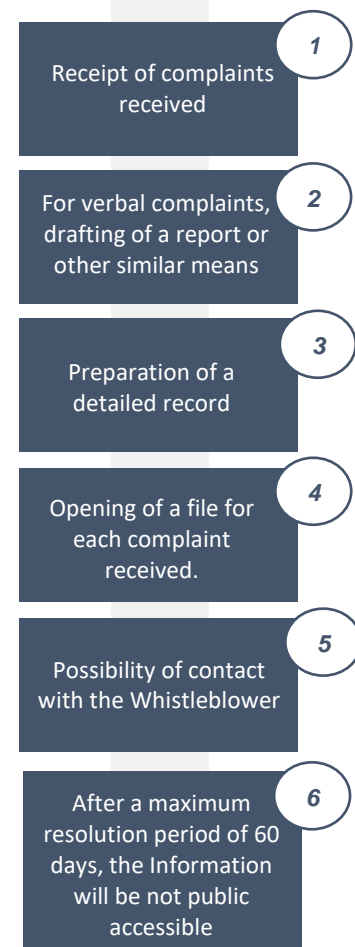 1
Receipt of complaints
received
2
For verbal complaints,
drafting of a report or
other similar means
3
Preparation of a
detailed record
4
Opening of a file for
each complaint
received.
5
Possibility of contact
with the Whistleblower
6
After a maximum
resolution period of 60
days, the Information
will be not public
accessible